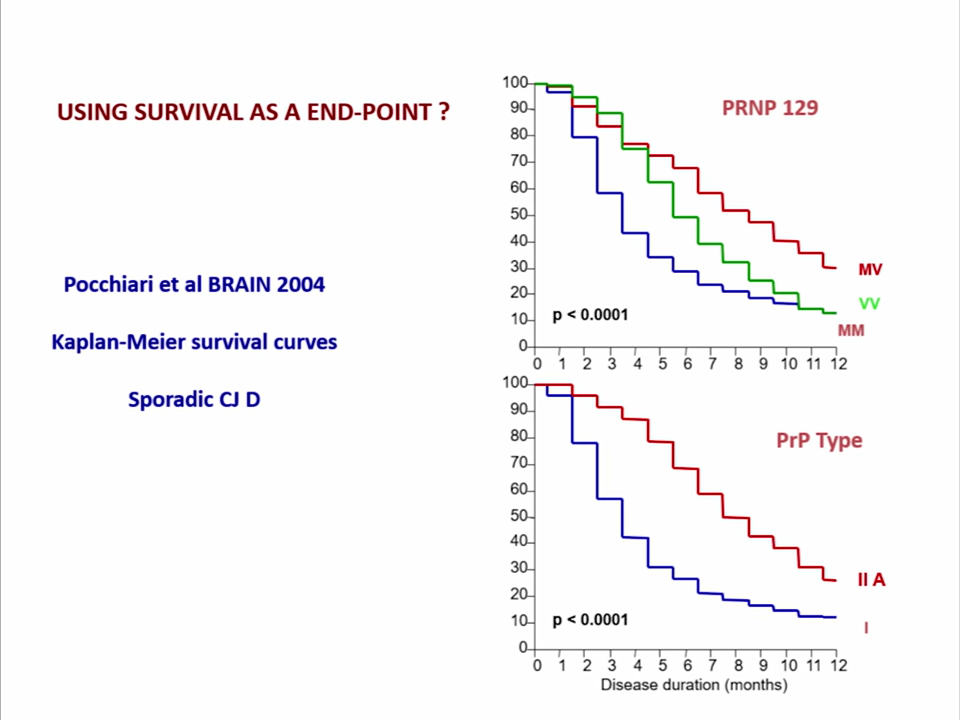 USING SURVIVAL AS A END-POINT ?
Pocchiari et al BRAIN 2004
Kaplan-Meier survival curves
Sporadic CJ D
PRNP 129
100
90
80
70
60
50
40
30
20
10
0
p < 0.0001
MV
VV
MM
0 1 2 3 4 5 6 7 8 9 10 11 12
PrP Type
100
90
80
70
60
50
40
30
20
10
0
p < 0.0001
II A
I
0 1 2 3 4 5 6 7 8 9 10 11 12
Disease duration (months)